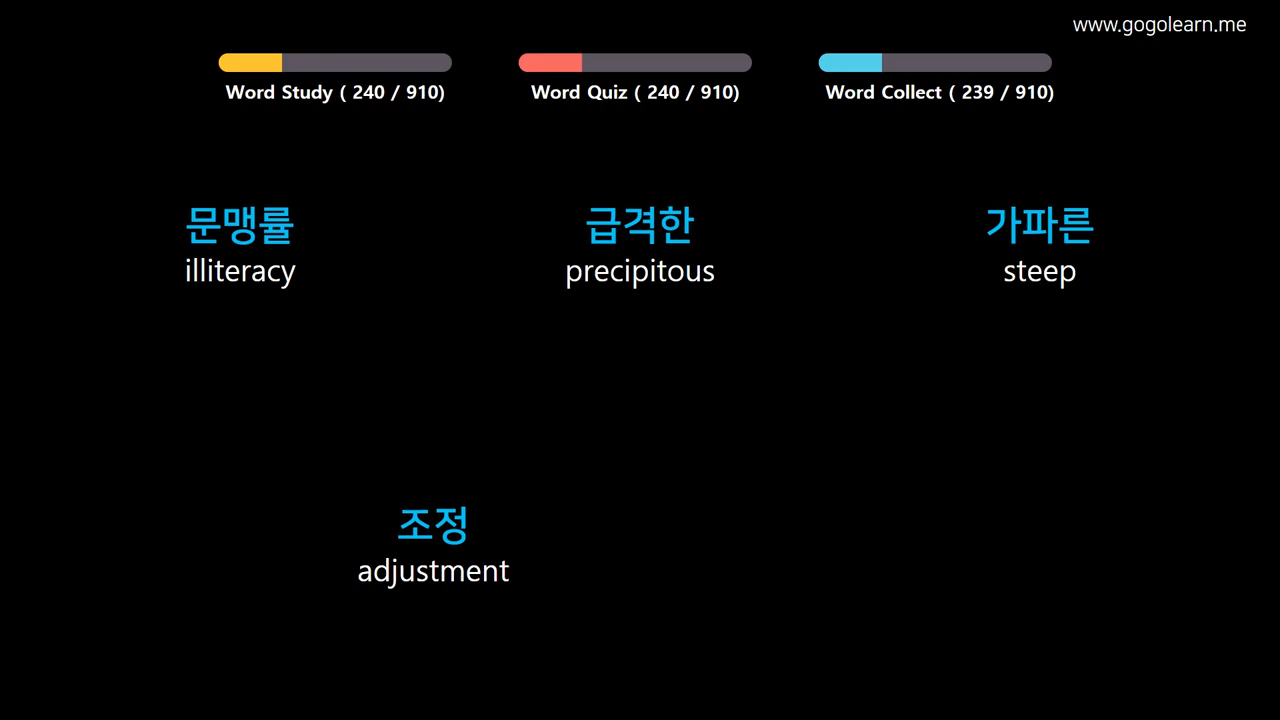 www.gogolearn.me
Word Study ( 240 / 910)
Word Quiz ( 240 / 910)
Word Collect ( 239 / 910)
문맹률
illiteracy
급격한
precipitous
가파른
steep
조정
adjustment